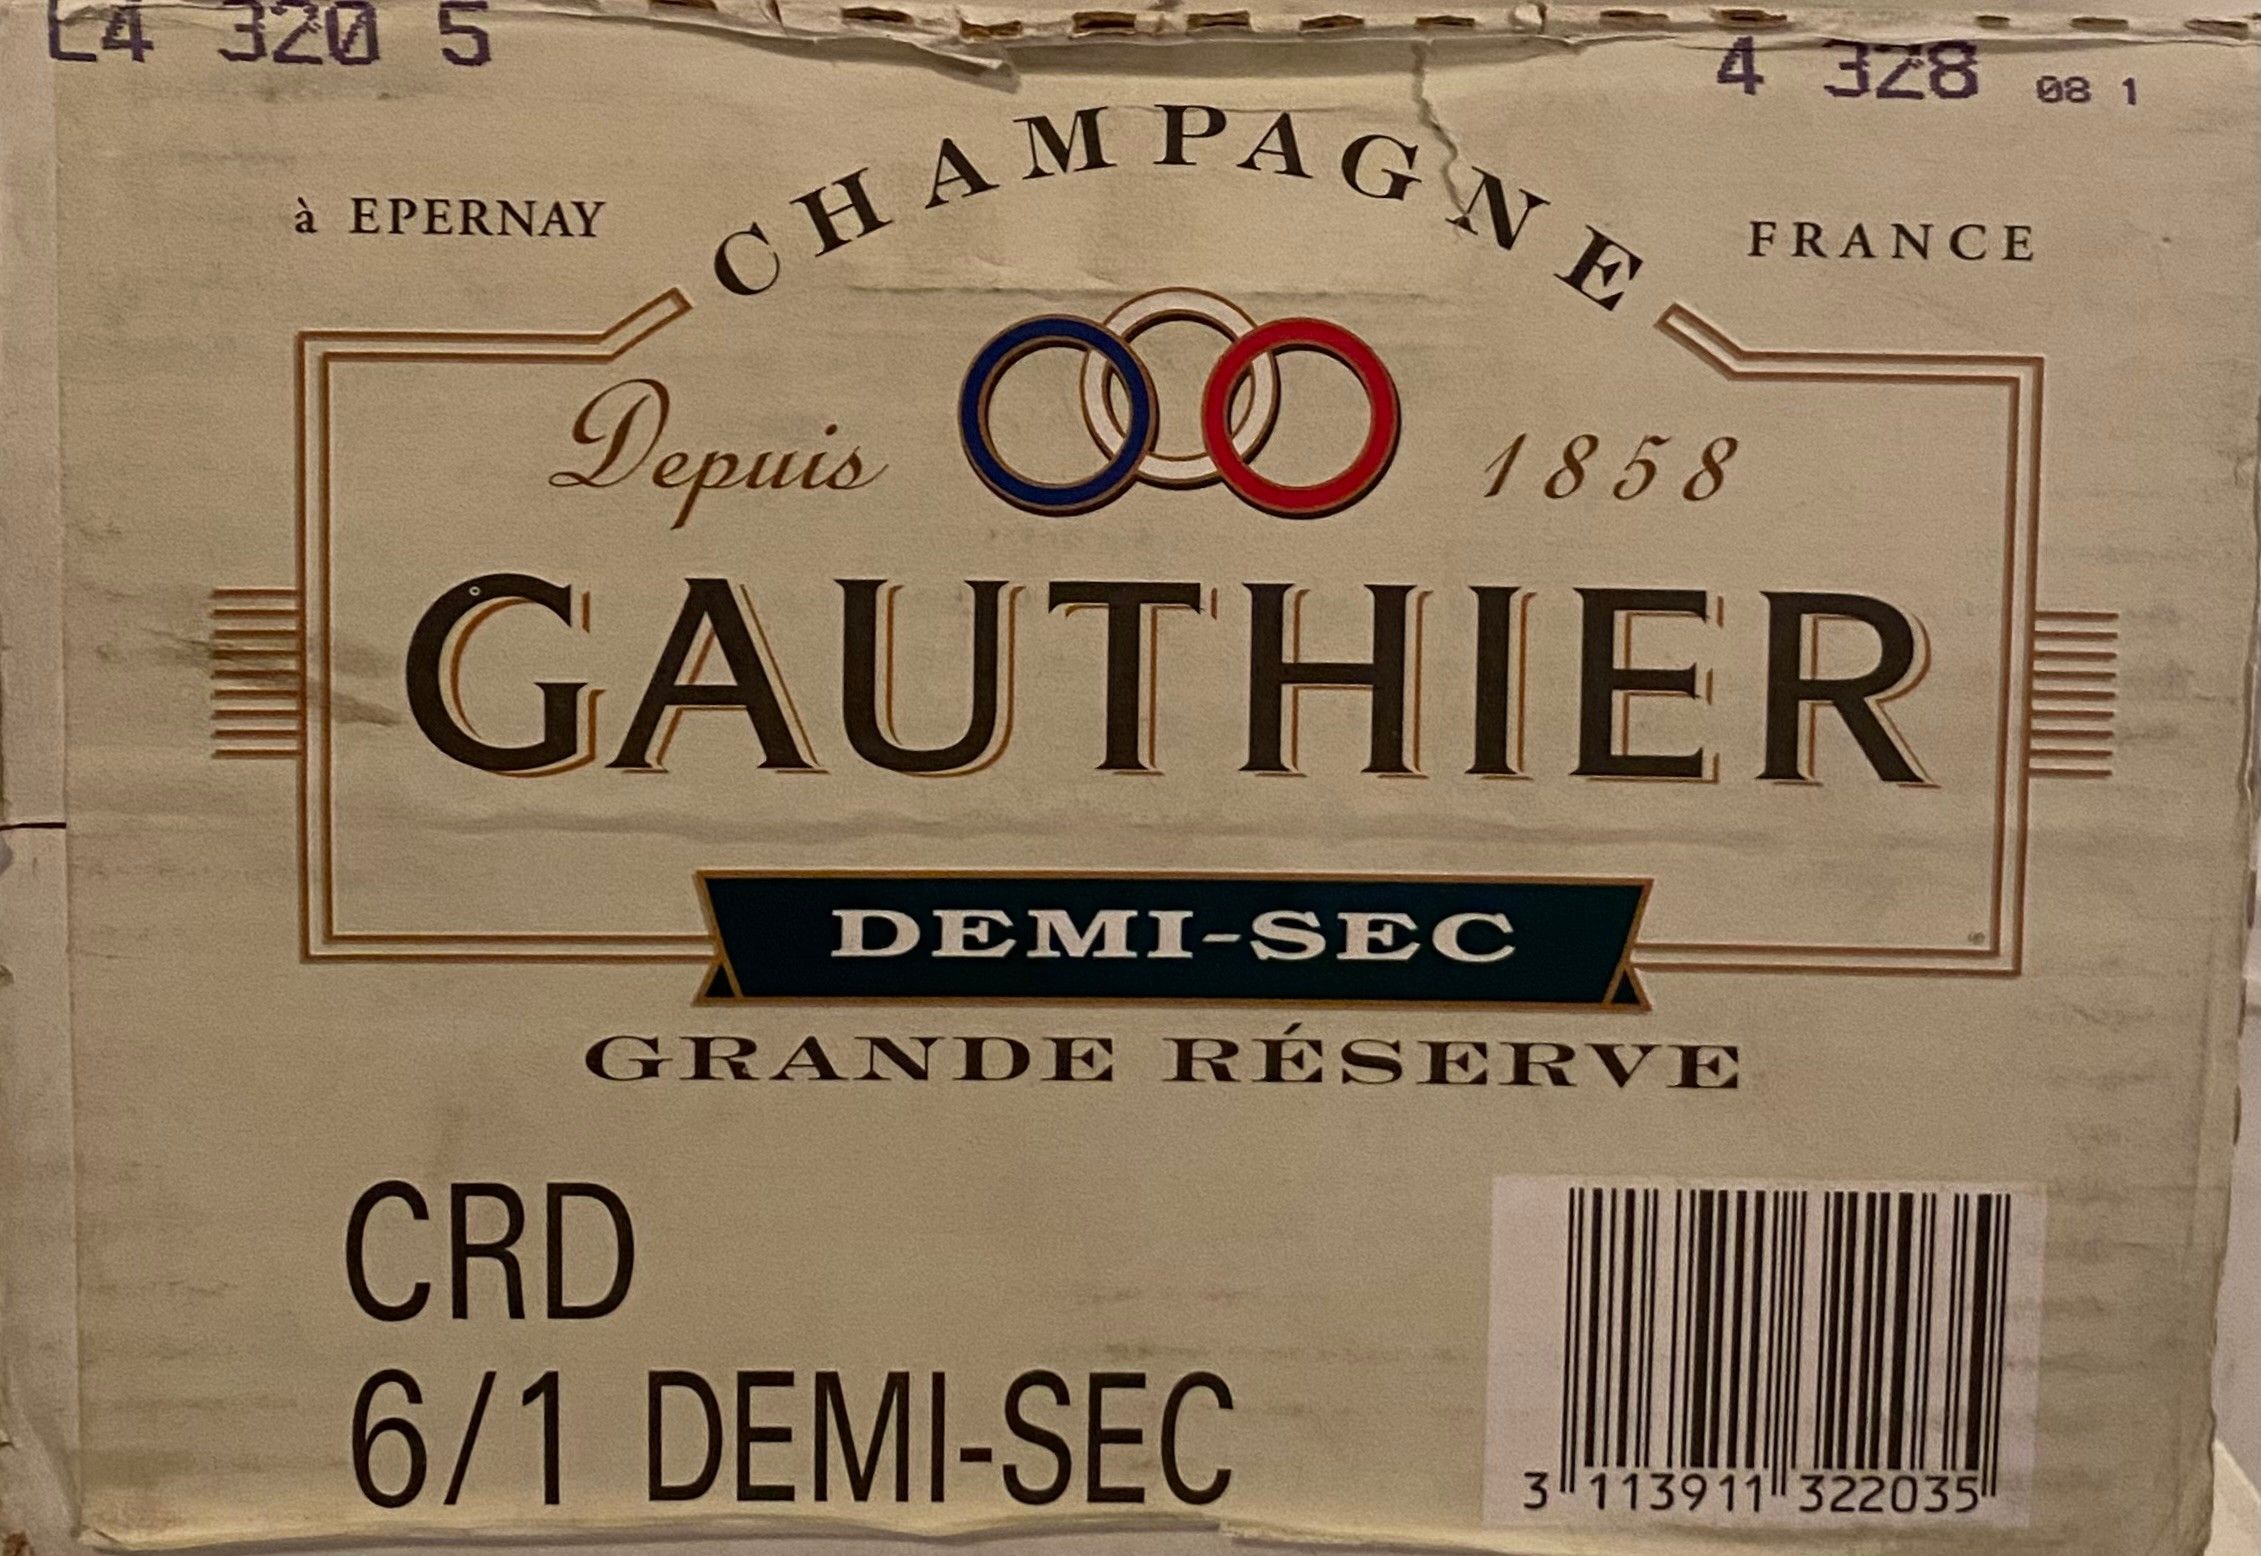 L4 320 5
4 328 08 1
CHAMPAGNE
à EPERNAY
FRANCE
Depuis 1858
GAUTHIER
DEMI-SEC
GRANDE RÉSERVE
CRD
6/1 DEMI-SEC
3 113911 322035